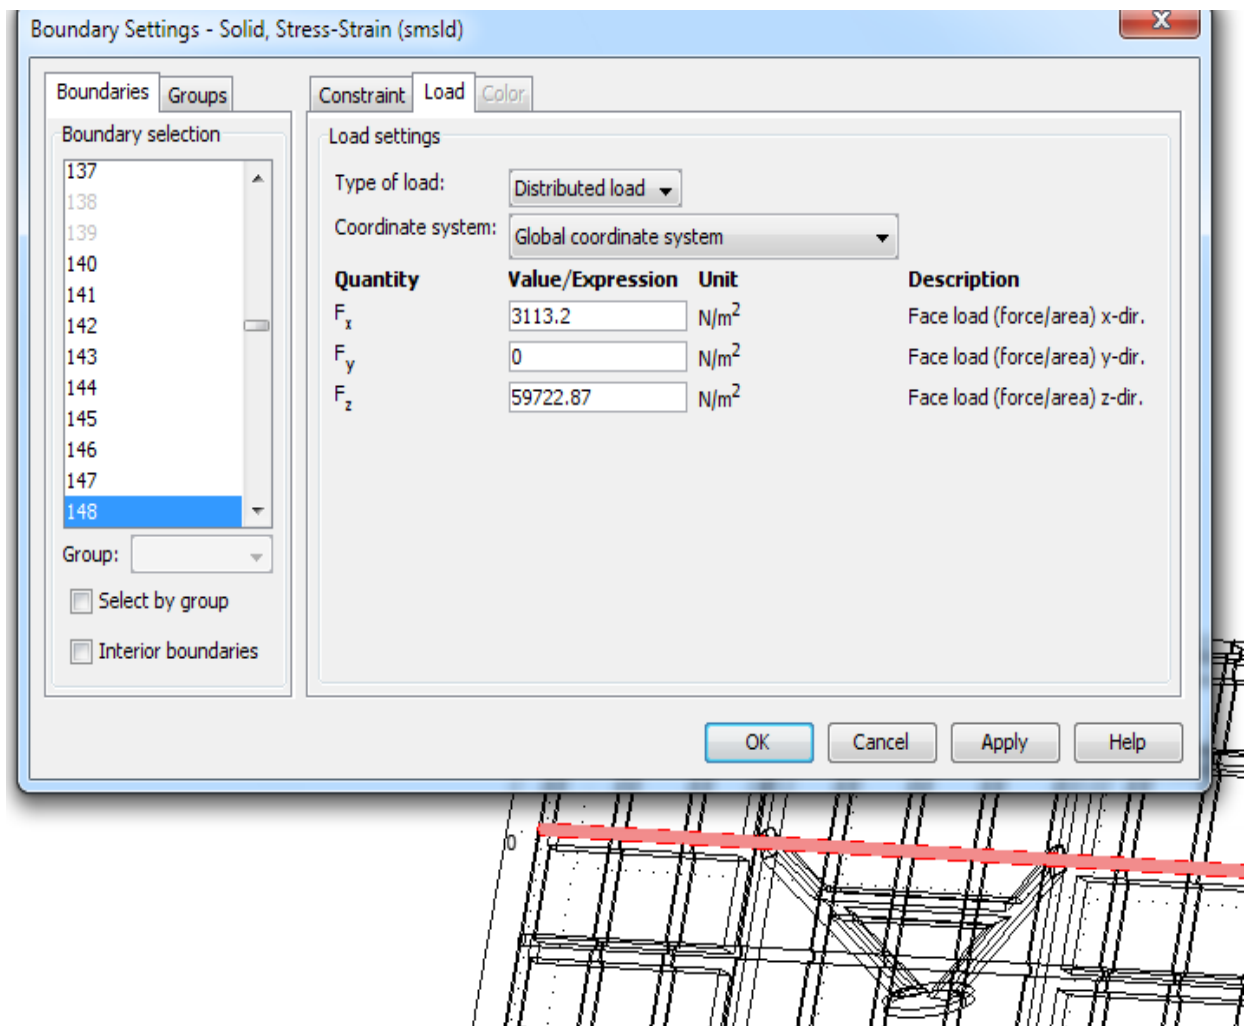 Boundary Settings - Solid, Stress-Strain (smsld)
x
Boundaries Groups
Constraint Load Color
Boundary selection
Load settings
137
138
139
140
141
142
143
144
145
146
147
148
Type of load: Distributed load
Coordinate system: Global coordinate system
Quantity Value/Expression Unit Description
Fx 3113.2 N/m2 Face load (force/area) x-dir.
Fy 0 N/m2 Face load (force/area) y-dir.
Fz 59722.87 N/m2 Face load (force/area) z-dir.
Group:
Select by group
Interior boundaries
OK Cancel Apply Help
0